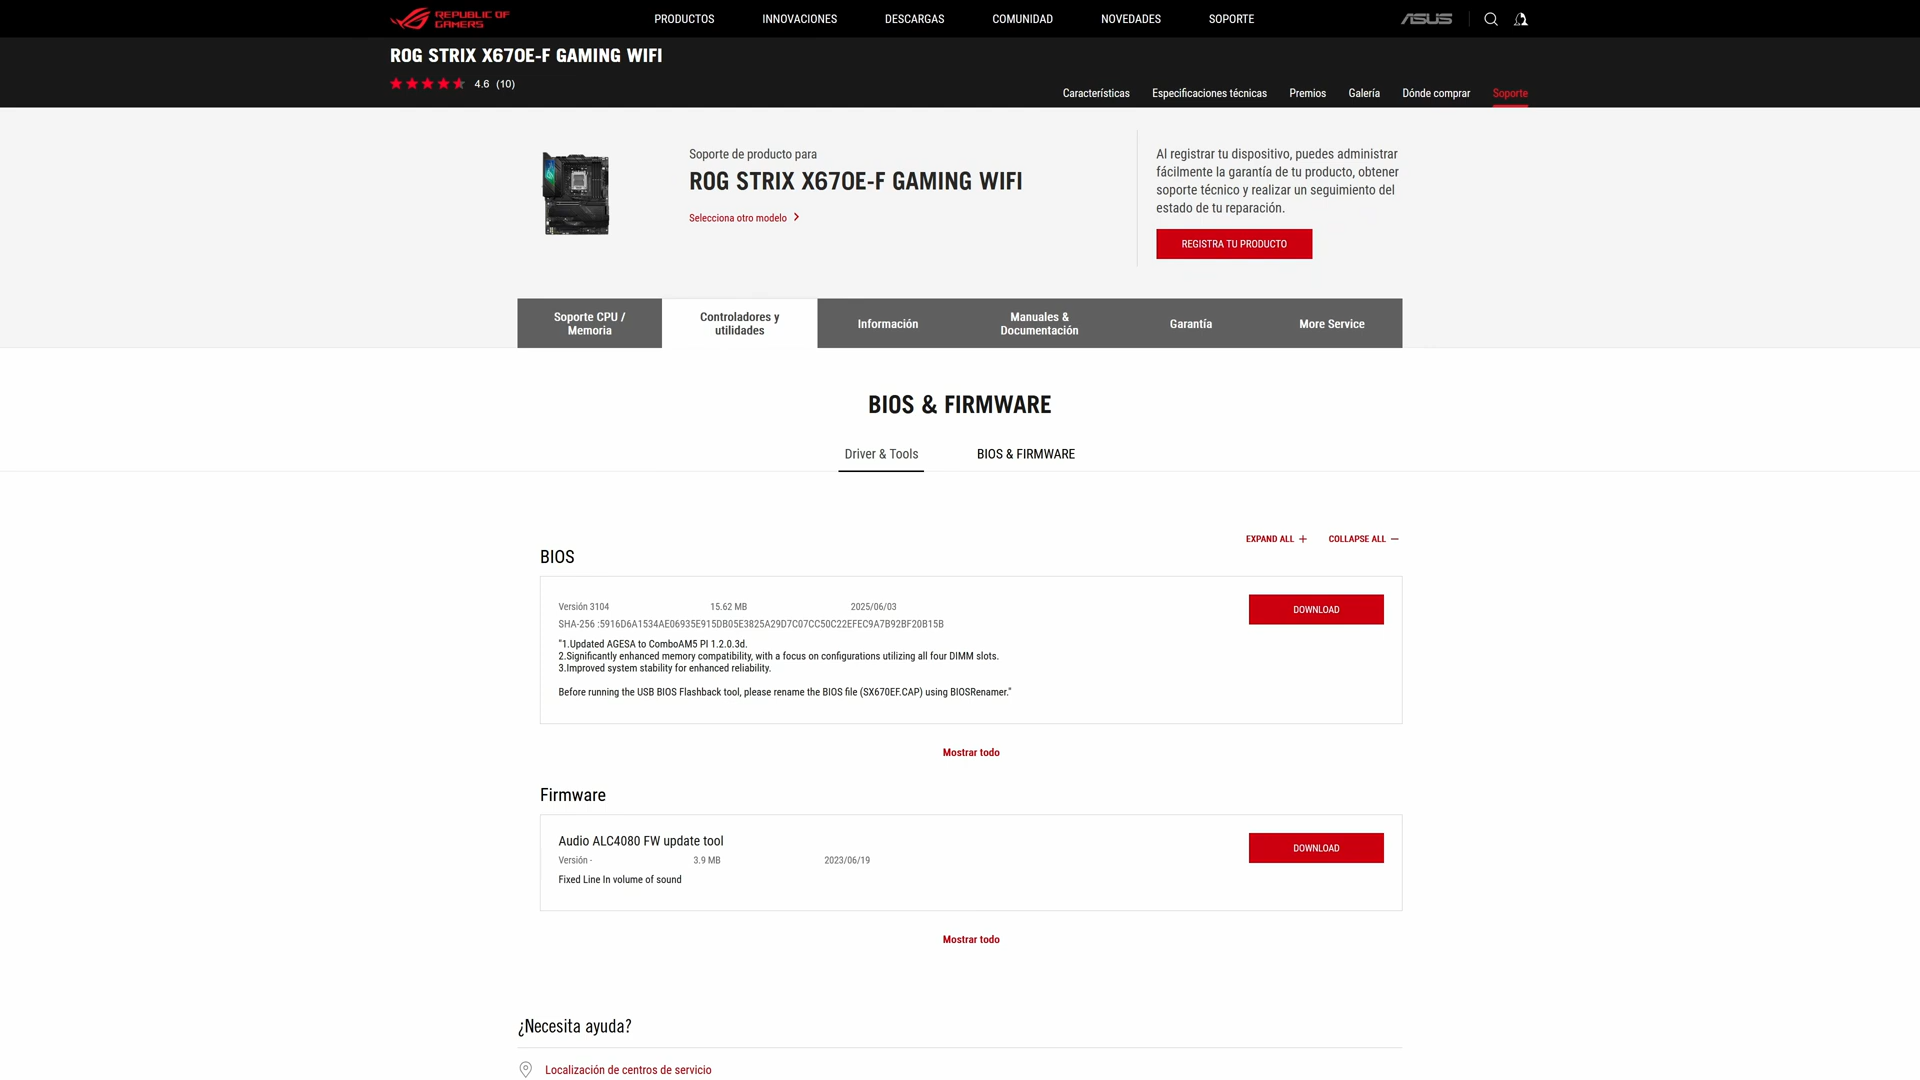 REPUBLIC OF
GAMERS
PRODUCTOS
INNOVACIONES
DESCARGAS
COMUNIDAD
NOVEDADES
SOPORTE
ASUS
ROG STRIX X670E-F GAMING WIFI
4.6 (10)
Características
Especificaciones técnicas
Premios
Galería
Dónde comprar
Soporte
Soporte de producto para
ROG STRIX X670E-F GAMING WIFI
Selecciona otro modelo
Al registrar tu dispositivo, puedes administrar
fácilmente la garantía de tu producto, obtener
soporte técnico y realizar un seguimiento del
estado de tu reparación.
REGISTRA TU PRODUCTO
Soporte CPU /
Memoria
Controladores y
utilidades
Información
Manuales &
Documentación
Garantía
More Service
BIOS & FIRMWARE
Driver & Tools
BIOS & FIRMWARE
EXPAND ALL +
COLLAPSE ALL −
BIOS
Versión 3104 15.62 MB 2025/06/03
DOWNLOAD
SHA-256 :5916D6A1534AE06935E915DB05E3825A29D7C07CC50C22EFEC9A7B92BF20B15B
"1.Updated AGESA to ComboAM5 PI 1.2.0.3d.
2.Significantly enhanced memory compatibility, with a focus on configurations utilizing all four DIMM slots.
3.Improved system stability for enhanced reliability.
Before running the USB BIOS Flashback tool, please rename the BIOS file (SX670EF.CAP) using BIOSRenamer."
Mostrar todo
Firmware
Audio ALC4080 FW update tool
DOWNLOAD
Versión - 3.9 MB 2023/06/19
Fixed Line In volume of sound
Mostrar todo
¿Necesita ayuda?
Localización de centros de servicio